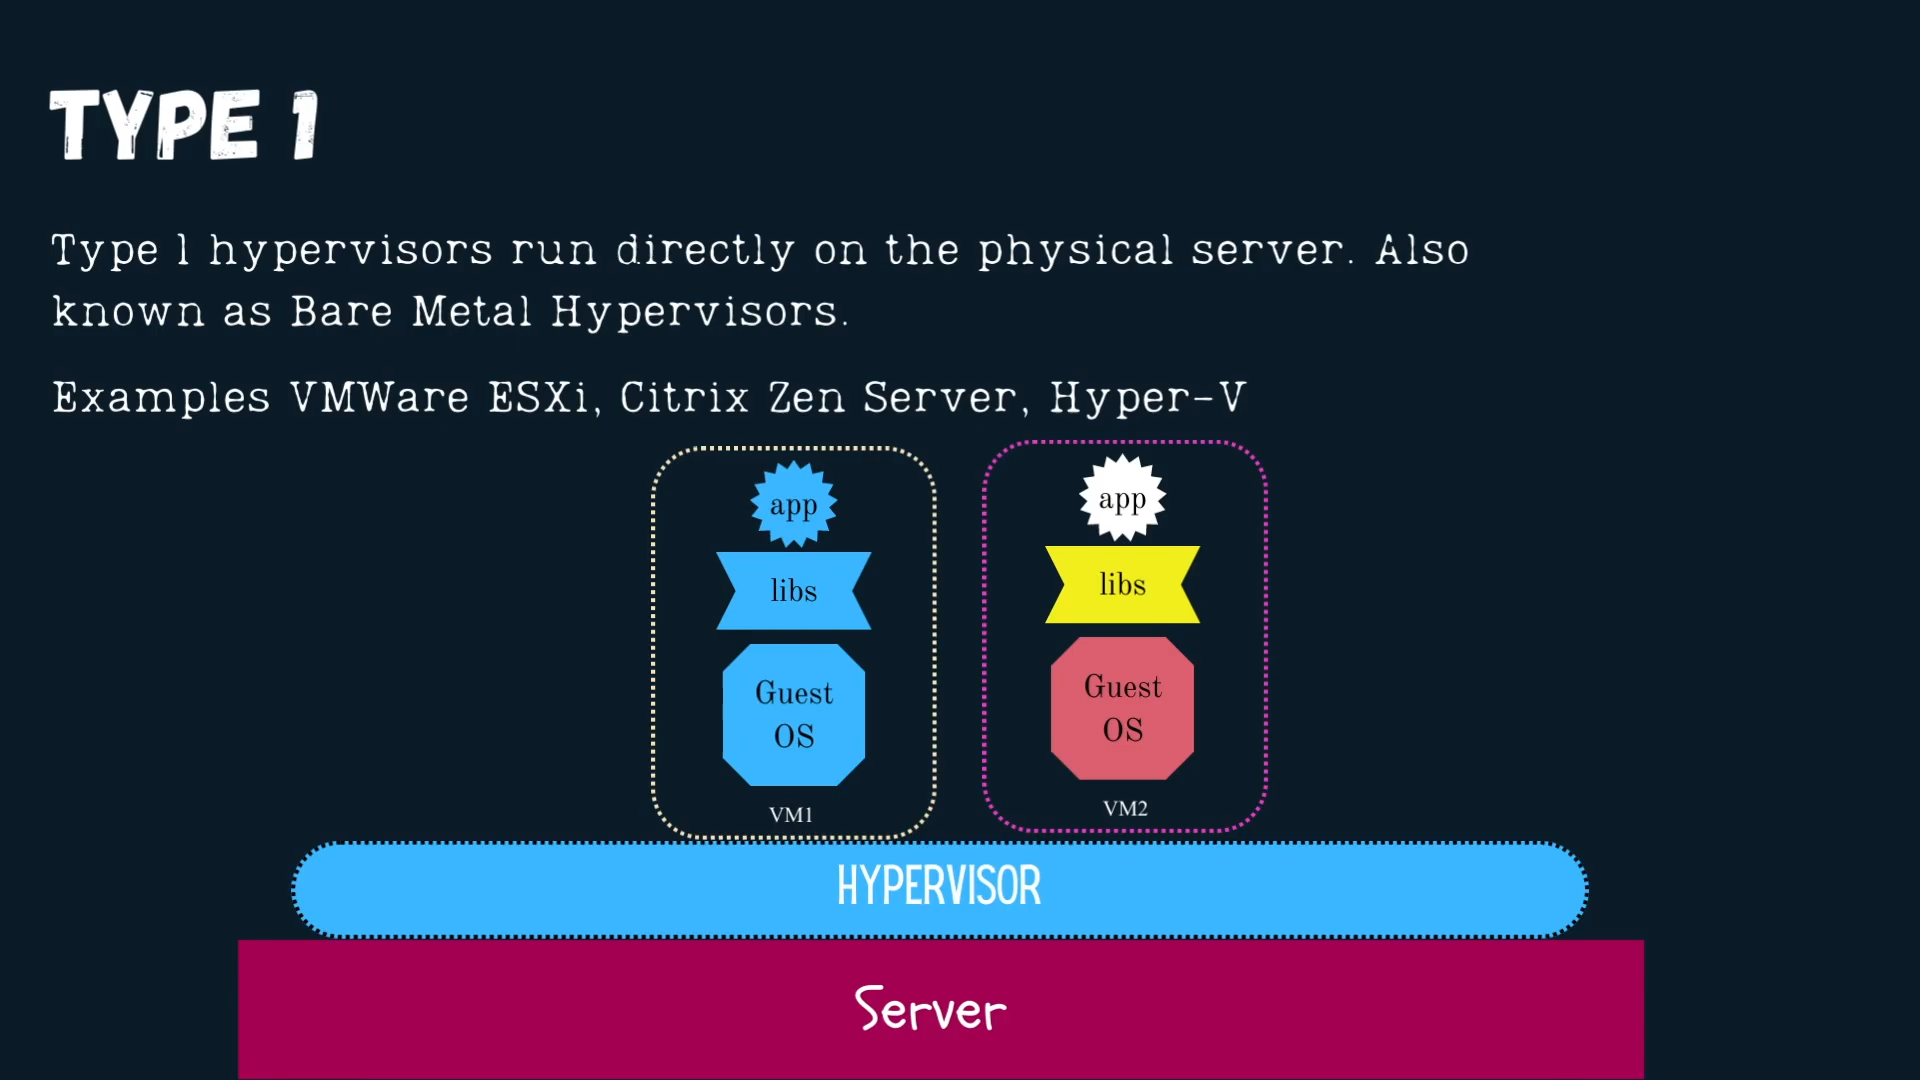 TYPE 1
Type 1 hypervisors run directly on the physical server. Also
known as Bare Metal Hypervisors.
Examples VMWare ESXi, Citrix Zen Server, Hyper-V
app
libs
Guest
OS
VM1
app
libs
Guest
OS
VM2
HYPERVISOR
Server